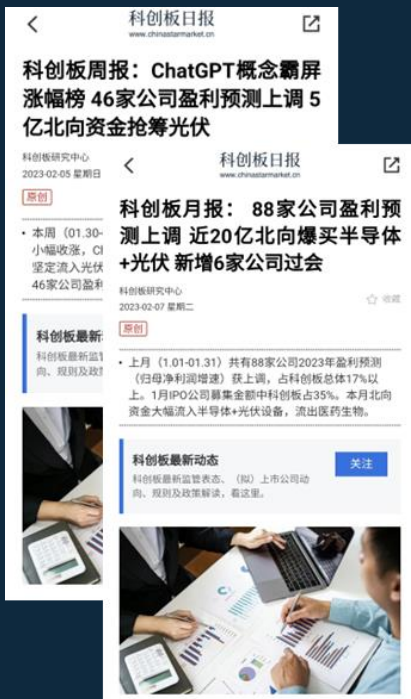 科创板日报
www.chinastarmarket.cn
科创板周报：ChatGPT概念霸屏
涨幅榜 46家公司盈利预测上调 5
亿北向资金抢筹光伏
科创板研究中心
2023-02-05 星期日
原创
• 本周（01.30-
小幅收涨，C
坚定流入光伏
46家公司盈利
科创板最新
科创板最新监
向、规则及政
科创板日报
www.chinastarmarket.cn
科创板月报： 88家公司盈利预
测上调 近20亿北向爆买半导体
+光伏 新增6家公司过会
科创板研究中心
2023-02-07 星期二
收藏
原创
• 上月（1.01-01.31）共有88家公司2023年盈利预测
（归母净利润增速）获上调，占科创板总体17%以
上。1月IPO公司募集金额中科创板占35%。本月北向
资金大幅流入半导体+光伏设备，流出医药生物。
科创板最新动态
关注
科创板最新监管表态、（拟）上市公司动
向、规则及政策解读，看这里。